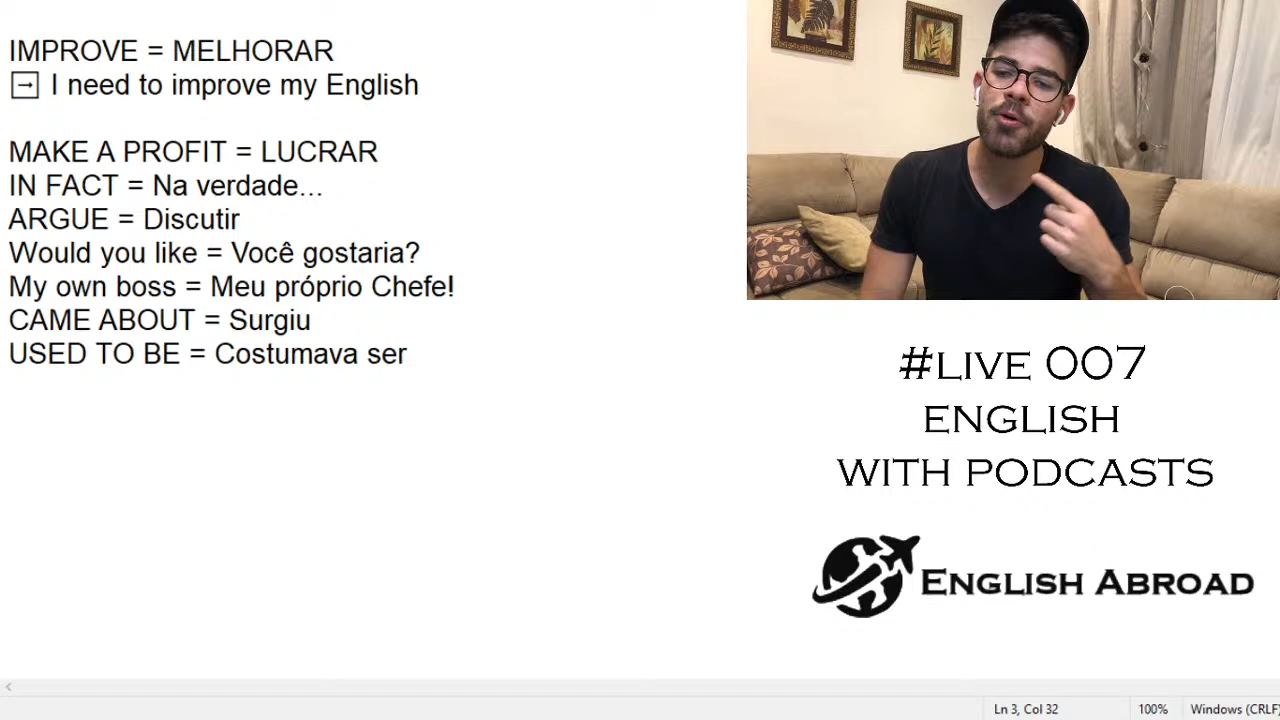 IMPROVE = MELHORAR
→ I need to improve my English
MAKE A PROFIT = LUCRAR
IN FACT = Na verdade...
ARGUE = Discutir
Would you like = Você gostaria?
My own boss = Meu próprio Chefe!
CAME ABOUT = Surgiu
USED TO BE = Costumava ser
#LIVE 007
ENGLISH
WITH PODCASTS
ENGLISH ABROAD
Ln 3, Col 32 100% Windows (CRLF)